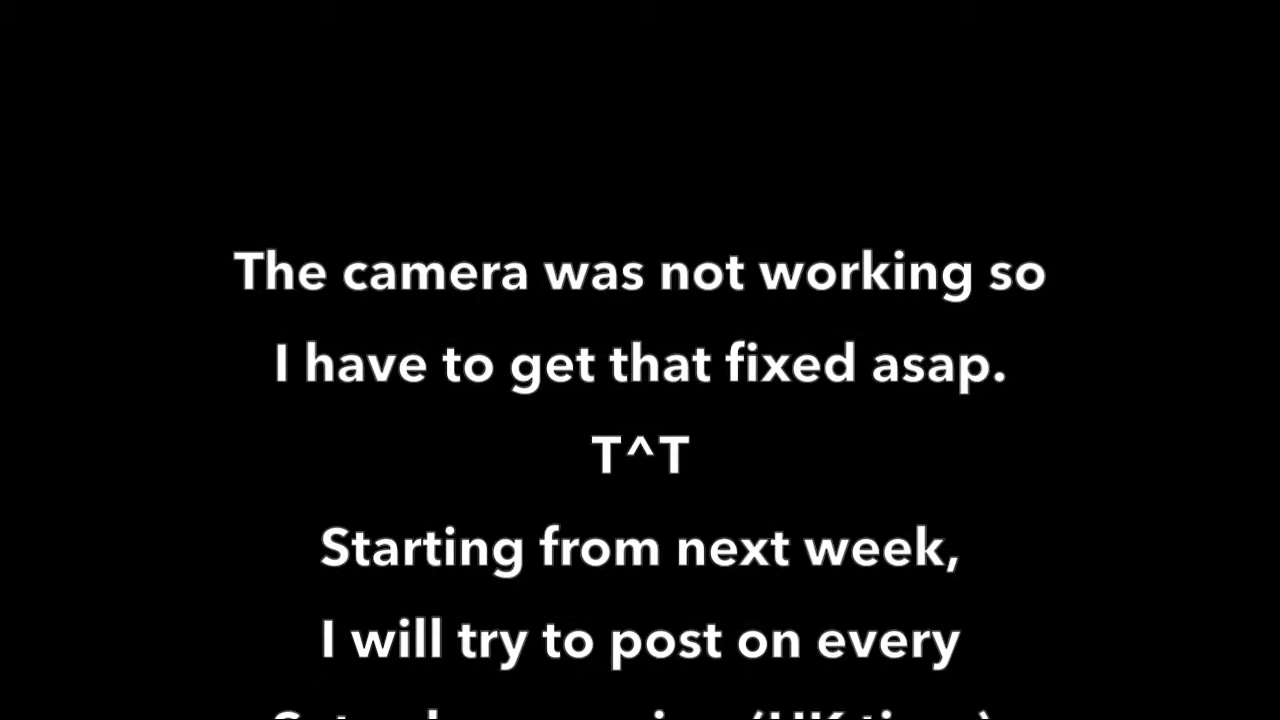 The camera was not working so
I have to get that fixed asap.
T^T
Starting from next week,
I will try to post on every